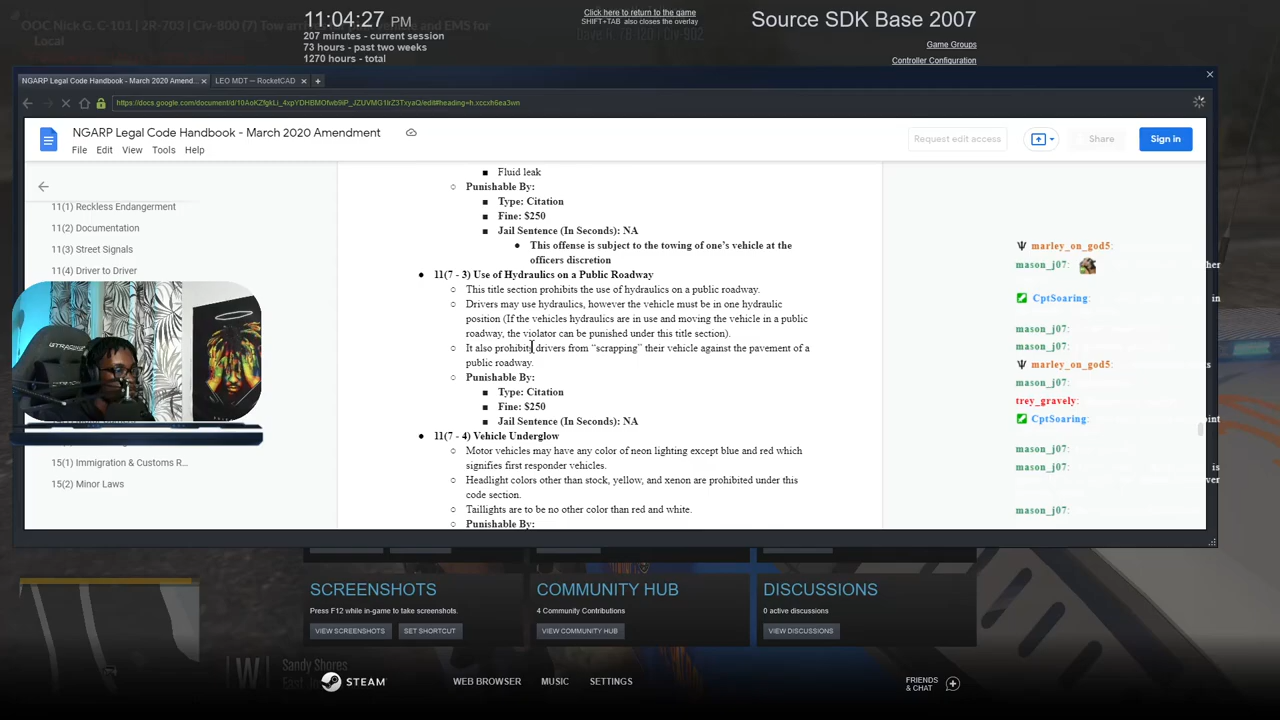 OOC Nick G. C-101 | 2R-703 | Civ-800 (7) Tow
and EMS for
Local
11:04:27 PM
207 minutes - current session
73 hours - past two weeks
1270 hours - total
Click here to return to the game
SHIFT+TAB also closes the overlay
Source SDK Base 2007
Game Groups
Controller Configuration
NGARP Legal Code Handbook - March 2020 Amend...
LEO MDT — RocketCAD
NGARP Legal Code Handbook - March 2020 Amendment
File Edit View Tools Help
Request edit access
Share
Sign in
11(1) Reckless Endangerment
11(2) Documentation
11(3) Street Signals
11(4) Driver to Driver
15(1) Immigration & Customs R...
15(2) Minor Laws
Fluid leak
Punishable By:
Type: Citation
Fine: $250
Jail Sentence (In Seconds): NA
This offense is subject to the towing of one's vehicle at the
officers discretion
11(7 - 3) Use of Hydraulics on a Public Roadway
This title section prohibits the use of hydraulics on a public roadway.
Drivers may use hydraulics, however the vehicle must be in one hydraulic
position (If the vehicles hydraulics are in use and moving the vehicle in a public
roadway, the violator can be punished under this title section).
It also prohibits drivers from “scrapping” their vehicle against the pavement of a
public roadway.
Punishable By:
Type: Citation
Fine: $250
Jail Sentence (In Seconds): NA
11(7 - 4) Vehicle Underglow
Motor vehicles may have any color of neon lighting except blue and red which
signifies first responder vehicles.
Headlight colors other than stock, yellow, and xenon are prohibited under this
code section.
Taillights are to be no other color than red and white.
Punishable By:
marley_on_god5:
mason_j07:
CptSoaring:
mason_j07:
mason_j07:
marley_on_god5:
mason_j07:
trey_gravely:
CptSoaring:
mason_j07:
mason_j07:
mason_j07:
SCREENSHOTS
Press F12 while in-game to take screenshots.
VIEW SCREENSHOTS
SET SHORTCUT
COMMUNITY HUB
4 Community Contributions
VIEW COMMUNITY HUB
DISCUSSIONS
0 active discussions
VIEW DISCUSSIONS
W
Sandy Shores
STEAM
WEB BROWSER
MUSIC
SETTINGS
FRIENDS
& CHAT